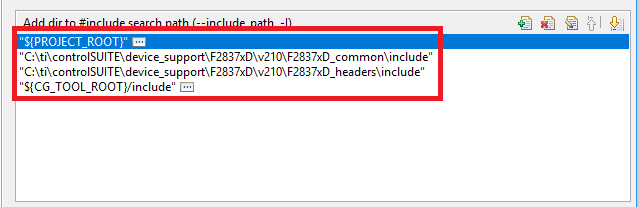 Add dir to #include search path (--include_path, -I)
"${PROJECT_ROOT}"
"C:\ti\controlSUITE\device_support\F2837xD\v210\F2837xD_common\include"
"C:\ti\controlSUITE\device_support\F2837xD\v210\F2837xD_headers\include"
"${CG_TOOL_ROOT}/include"